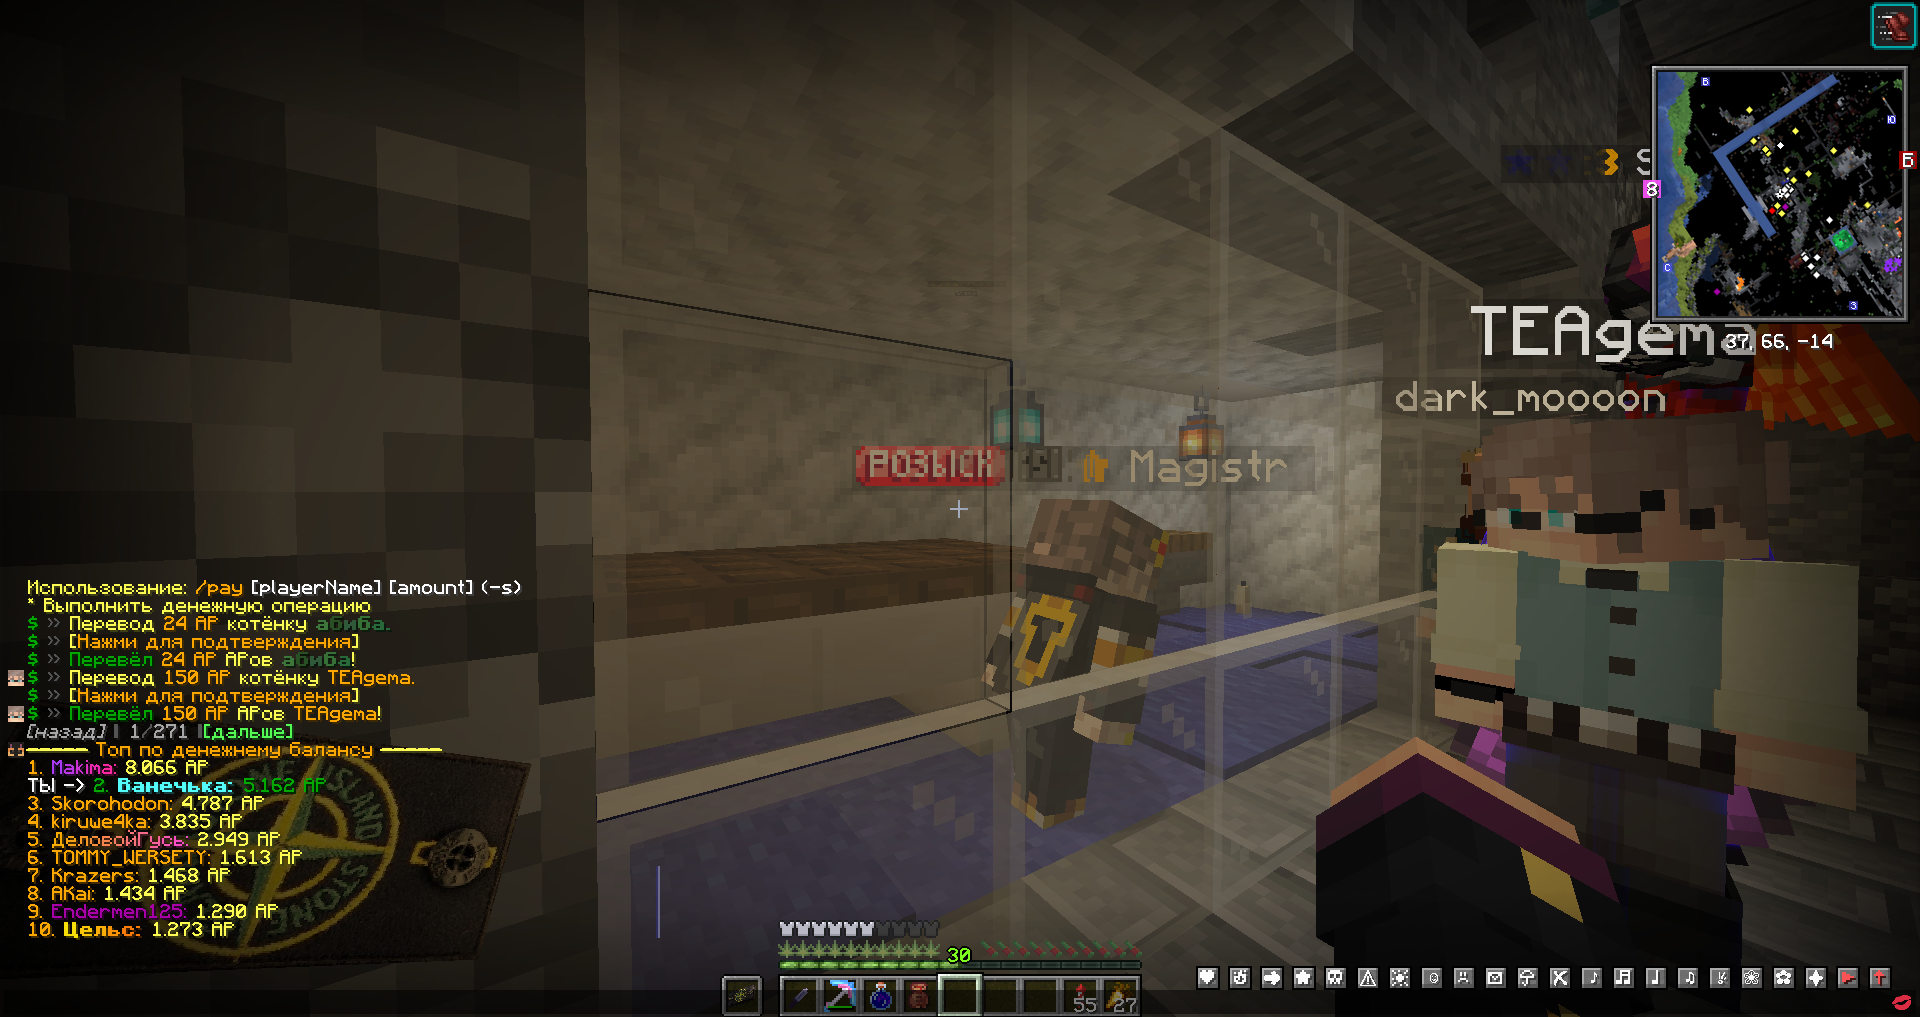 B
Ю
Б
8
С
З
37, 66, -14
3 S
TEAgema
dark_moooon
РОЗЫСК
Magistr
Использование: /pay [playerName] [amount] (-s)
* Выполнить денежную операцию
$ » Перевод 24 АР котёнку абиба.
$ » [Нажми для подтверждения]
$ » Перевёл 24 АР АРов абиба!
$ » Перевод 150 АР котёнку TEAgema.
$ » [Нажми для подтверждения]
$ » Перевёл 150 АР АРов TEAgema!
[назад] | 1/271 |[дальше]
───── Топ по денежному балансу ─────
1. Makima: 8.066 АР
ТЫ -> 2. Ванечька: 5.162 АР
3. Skorohodon: 4.787 АР
4. kiruwe4ka: 3.835 АР
5. ДеловойГусь: 2.949 АР
6. TOMMY_WERSETY: 1.613 АР
7. Krazers: 1.468 АР
8. AKai: 1.434 АР
9. Endermen125: 1.290 АР
10. Цельс: 1.273 АР
ISLAND
STONE
30
55
27